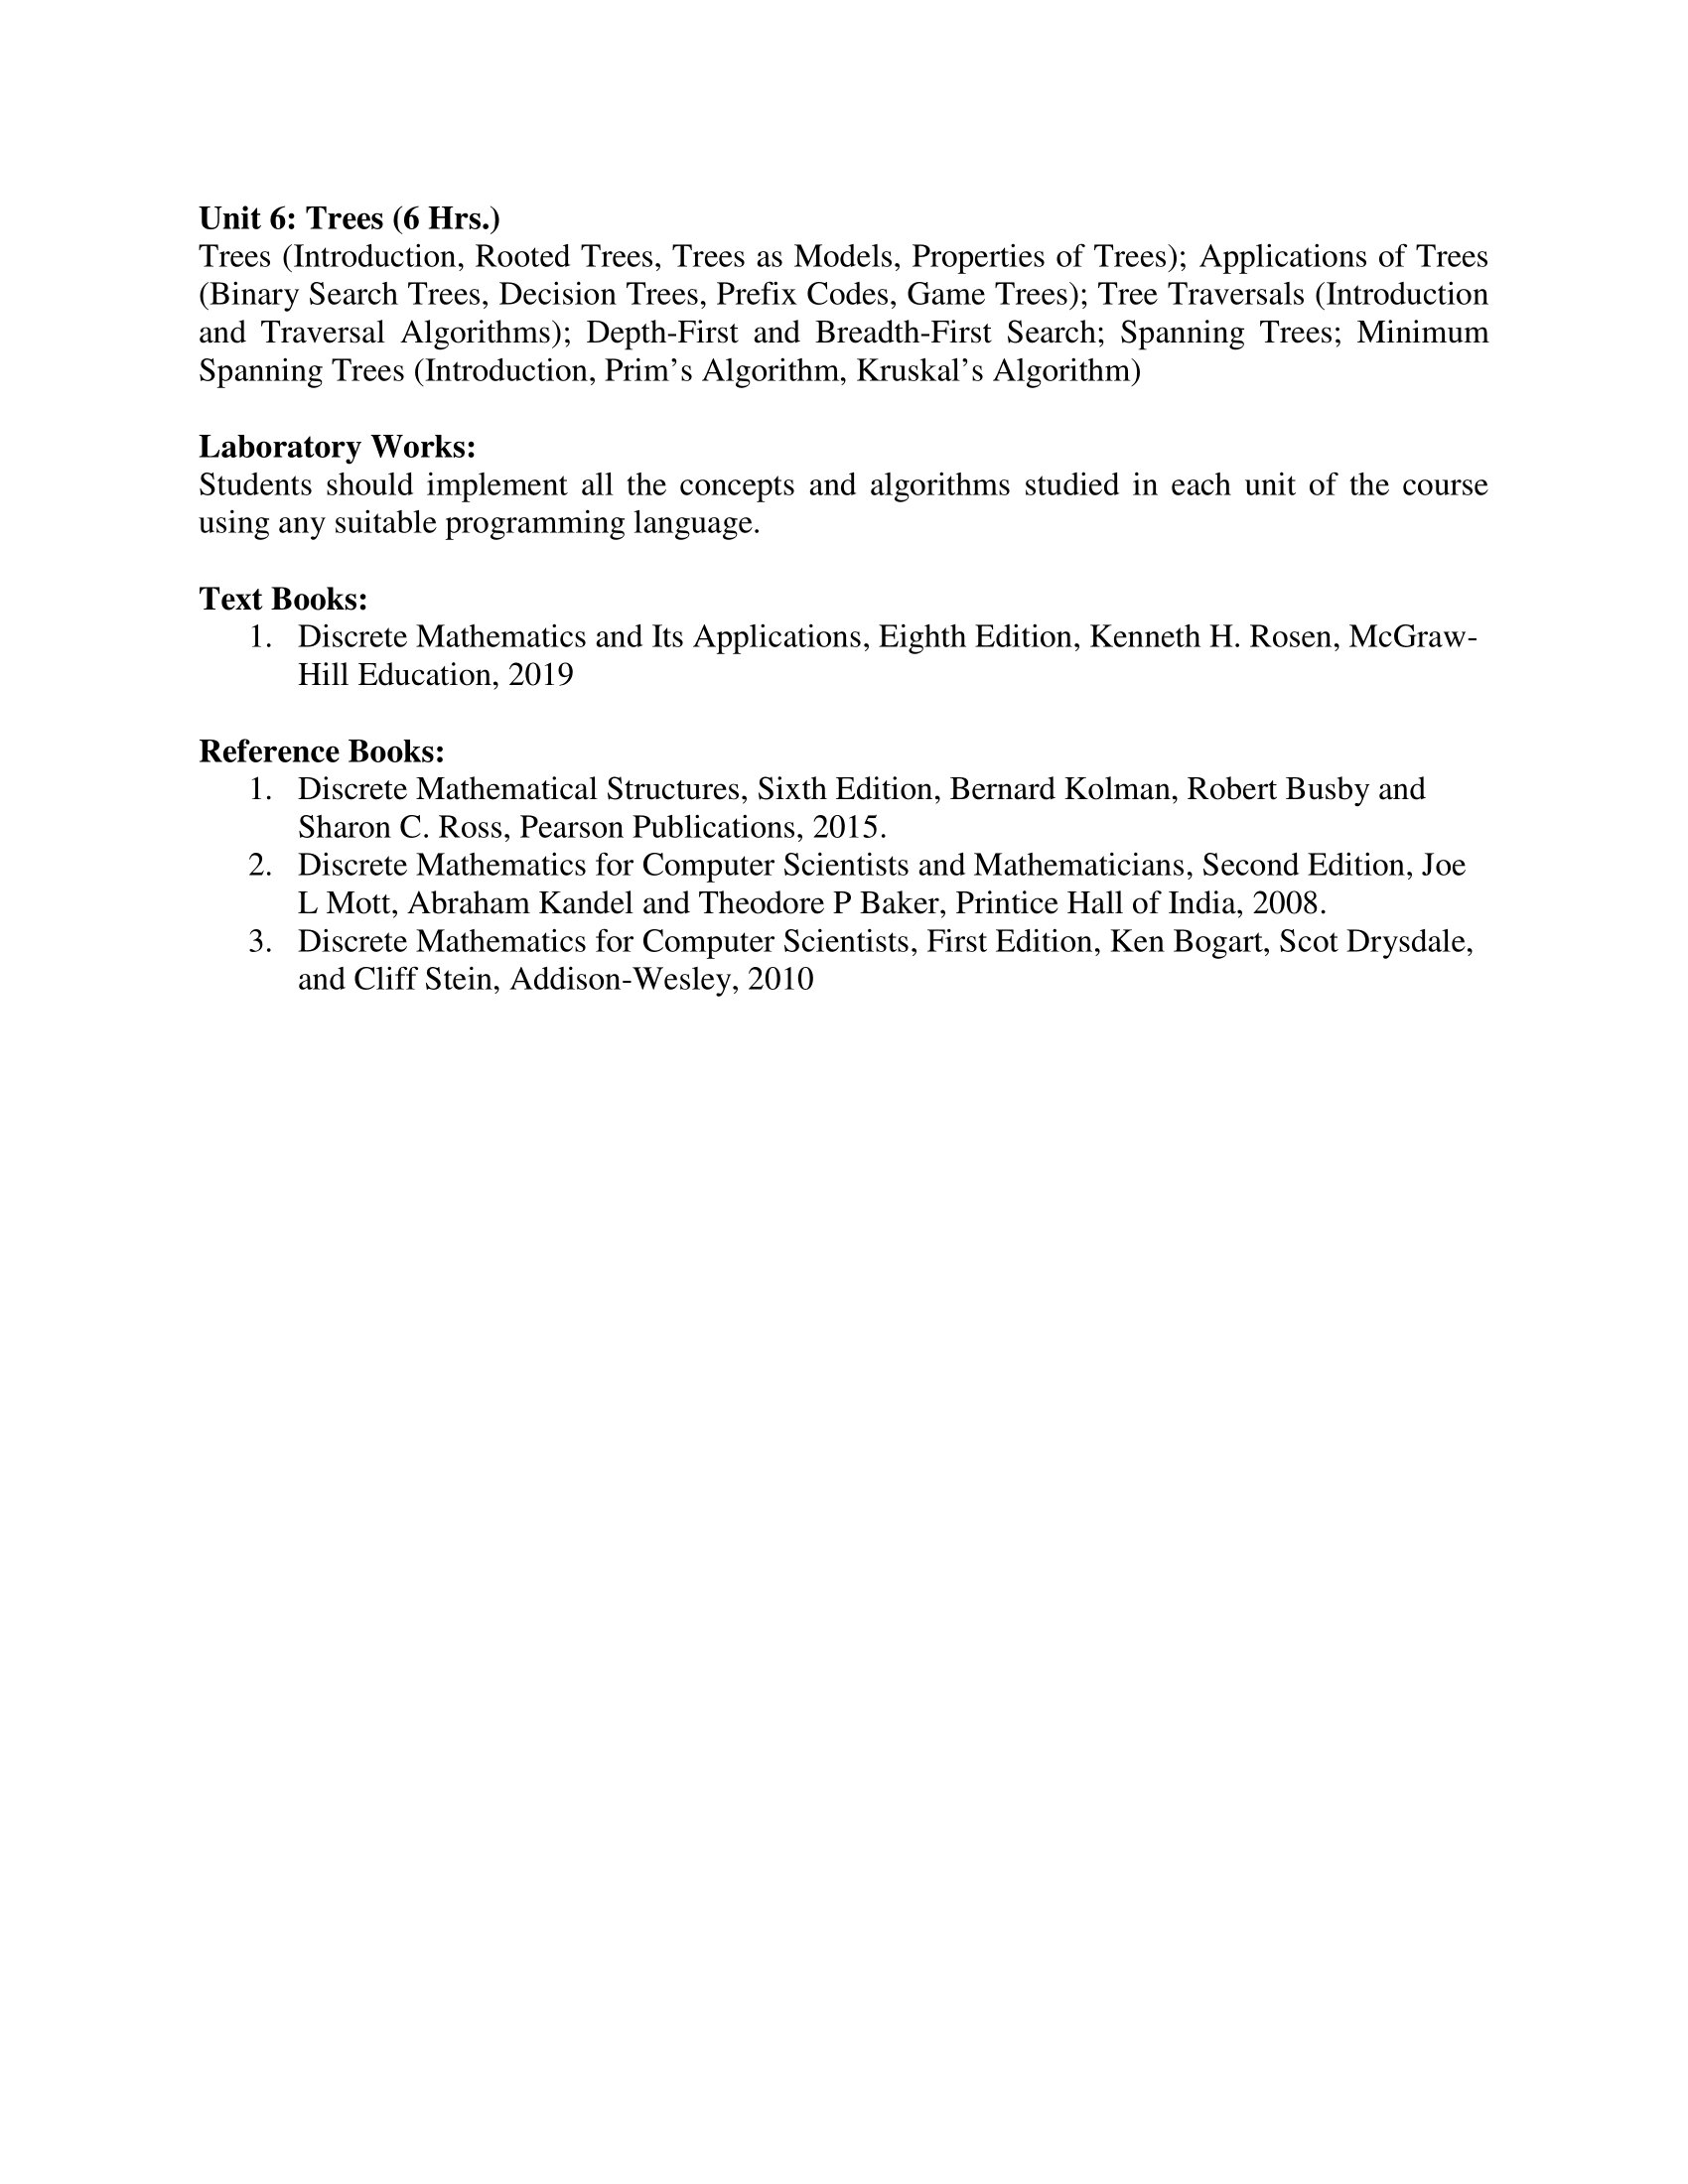 Unit 6: Trees (6 Hrs.)
Trees (Introduction, Rooted Trees, Trees as Models, Properties of Trees); Applications of Trees
(Binary Search Trees, Decision Trees, Prefix Codes, Game Trees); Tree Traversals (Introduction
and Traversal Algorithms); Depth-First and Breadth-First Search; Spanning Trees; Minimum
Spanning Trees (Introduction, Prim’s Algorithm, Kruskal’s Algorithm)
Laboratory Works:
Students should implement all the concepts and algorithms studied in each unit of the course
using any suitable programming language.
Text Books:
1. Discrete Mathematics and Its Applications, Eighth Edition, Kenneth H. Rosen, McGraw-
Hill Education, 2019
Reference Books:
1. Discrete Mathematical Structures, Sixth Edition, Bernard Kolman, Robert Busby and
Sharon C. Ross, Pearson Publications, 2015.
2. Discrete Mathematics for Computer Scientists and Mathematicians, Second Edition, Joe
L Mott, Abraham Kandel and Theodore P Baker, Printice Hall of India, 2008.
3. Discrete Mathematics for Computer Scientists, First Edition, Ken Bogart, Scot Drysdale,
and Cliff Stein, Addison-Wesley, 2010